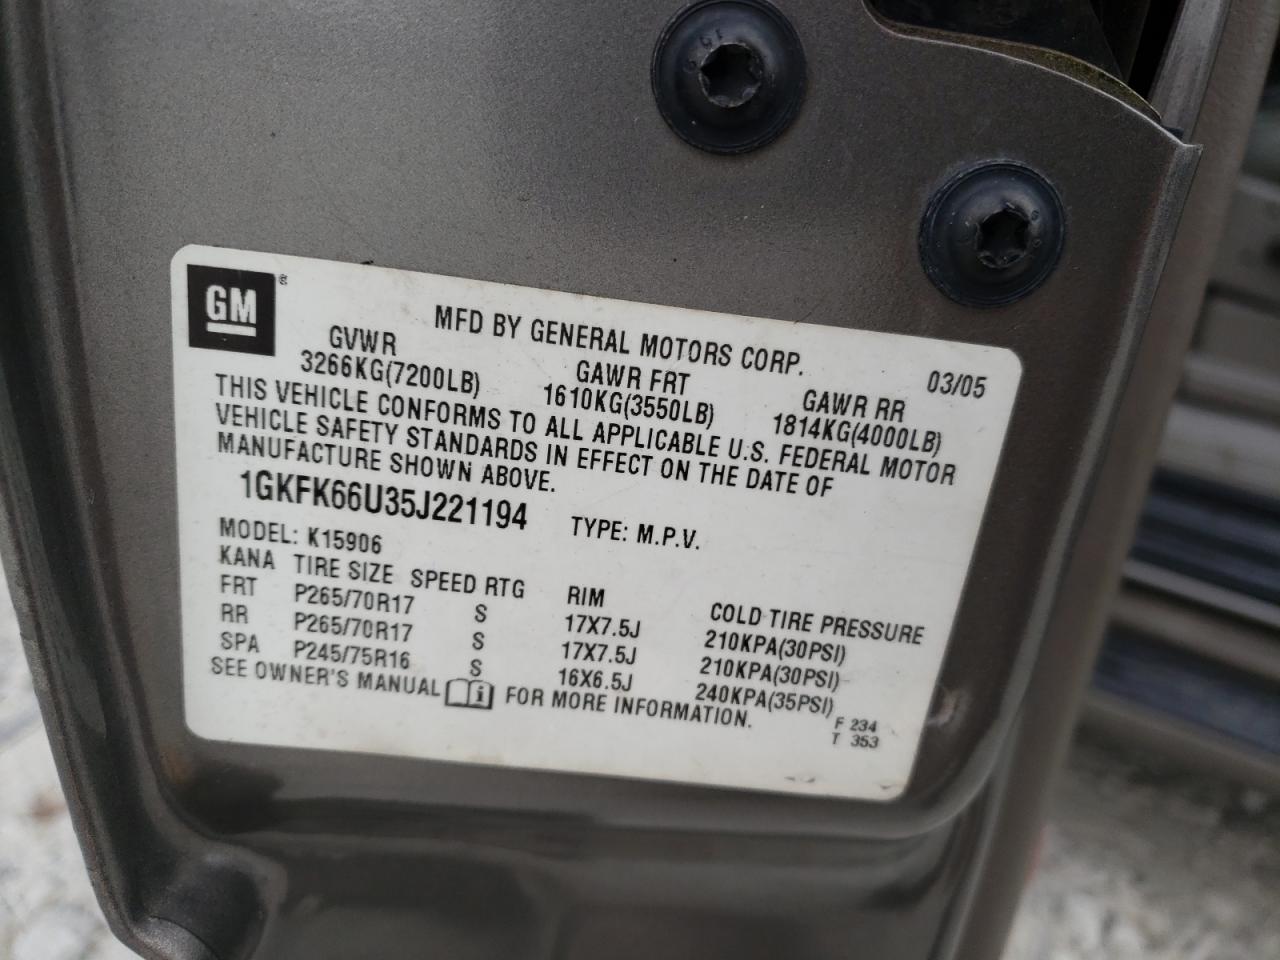 GM ®
MFD BY GENERAL MOTORS CORP. 03/05
GVWR GAWR FRT GAWR RR
3266KG(7200LB) 1610KG(3550LB) 1814KG(4000LB)
THIS VEHICLE CONFORMS TO ALL APPLICABLE U.S. FEDERAL MOTOR
VEHICLE SAFETY STANDARDS IN EFFECT ON THE DATE OF
MANUFACTURE SHOWN ABOVE.
1GKFK66U35J221194 TYPE: M.P.V.
MODEL: K15906
KANA TIRE SIZE SPEED RTG RIM COLD TIRE PRESSURE
FRT P265/70R17 S 17X7.5J 210KPA(30PSI)
RR P265/70R17 S 17X7.5J 210KPA(30PSI)
SPA P245/75R16 S 16X6.5J 240KPA(35PSI)
SEE OWNER'S MANUAL i FOR MORE INFORMATION.
F 234
T 353